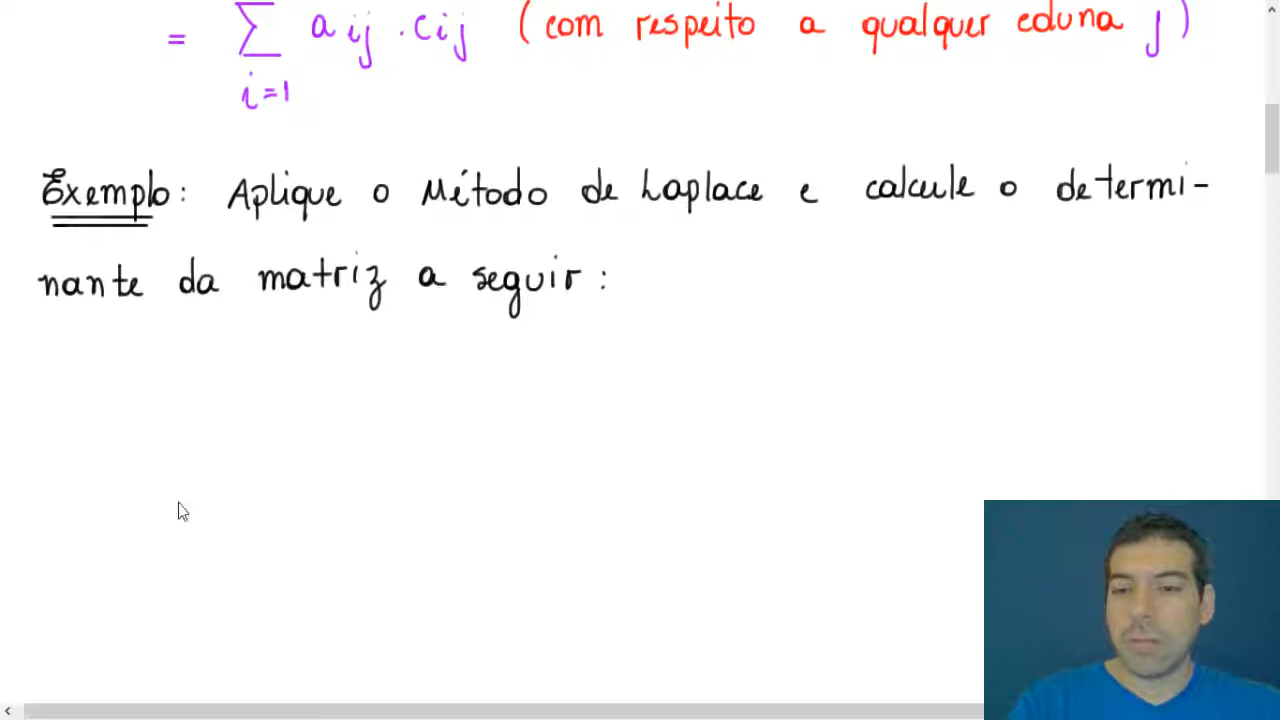 = ∑ aij . Cij (com respeito a qualquer coluna j)
i=1
Exemplo: Aplique o Método de Laplace e calcule o determi-
nante da matriz a seguir: